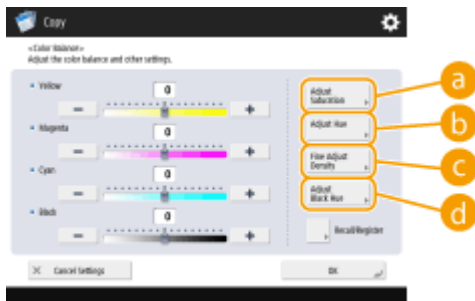 Copy
<Color Balance>
Adjust the color balance and other settings.
Yellow
0
Adjust
Saturation
a
Adjust Hue
b
Magenta
0
Fine Adjust
Density
c
Cyan
0
Adjust
Black Hue
d
Black
0
Recall/Register
Cancel Settings
OK